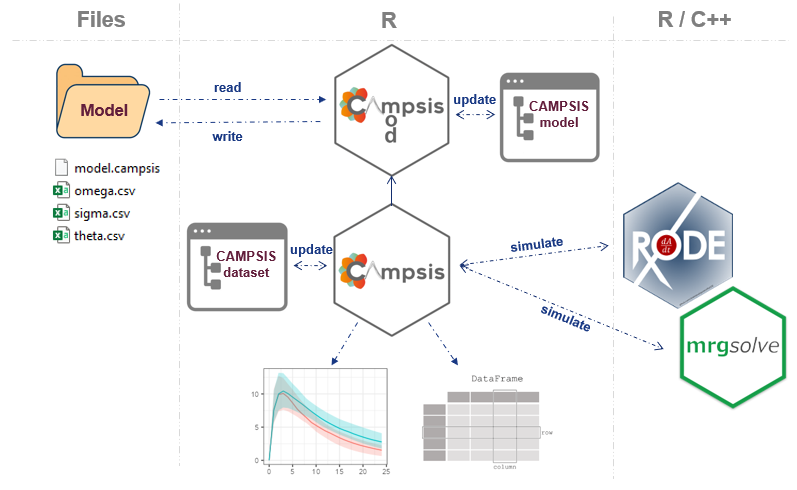 Files
R
R / C++
Model
read
write
CAmpsis
mod
update
CAMPSIS
model
model.campsis
omega.csv
sigma.csv
theta.csv
CAMPSIS
dataset
update
CAmpsis
simulate
simulate
RxODE
dA
dt
mrgsolve
10
5
0
0
5
10
15
20
25
DataFrame
row
column